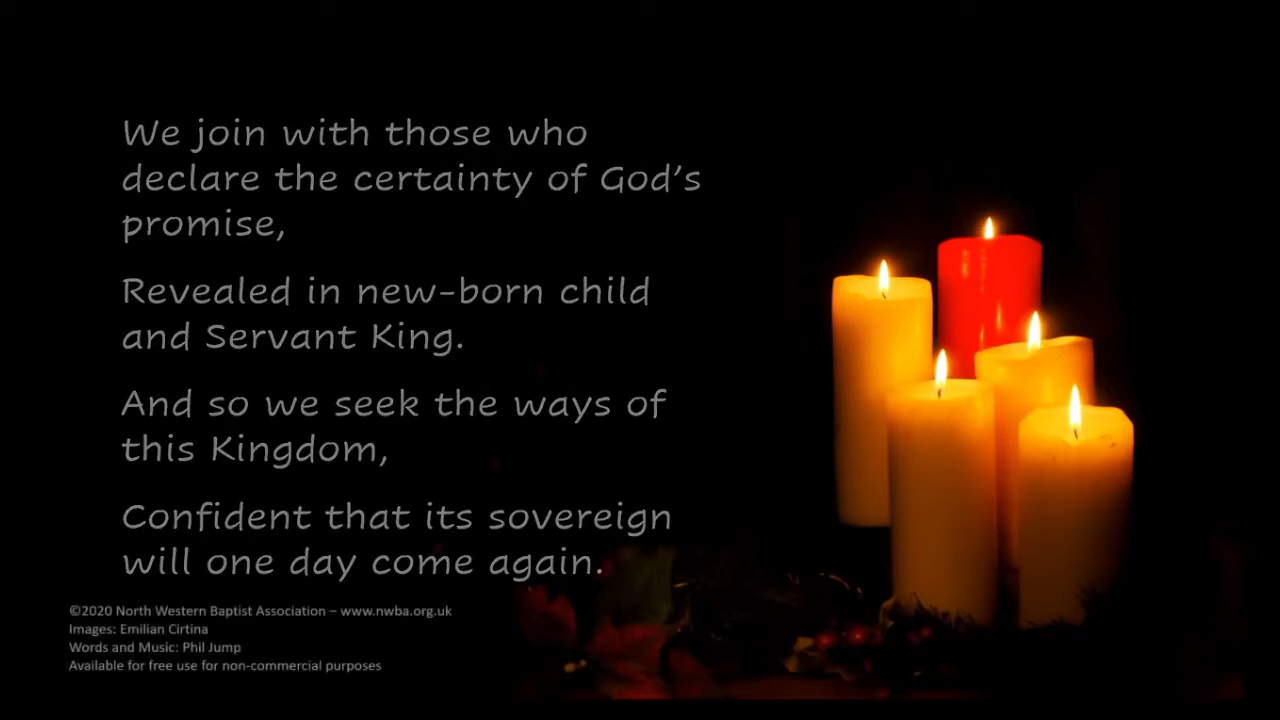 We join with those who
declare the certainty of God's
promise,
Revealed in new-born child
and Servant King.
And so we seek the ways of
this Kingdom,
Confident that its sovereign
will one day come again.
©2020 North Western Baptist Association – www.nwba.org.uk
Images: Emilian Cirtina
Words and Music: Phil Jump
Available for free use for non-commercial purposes